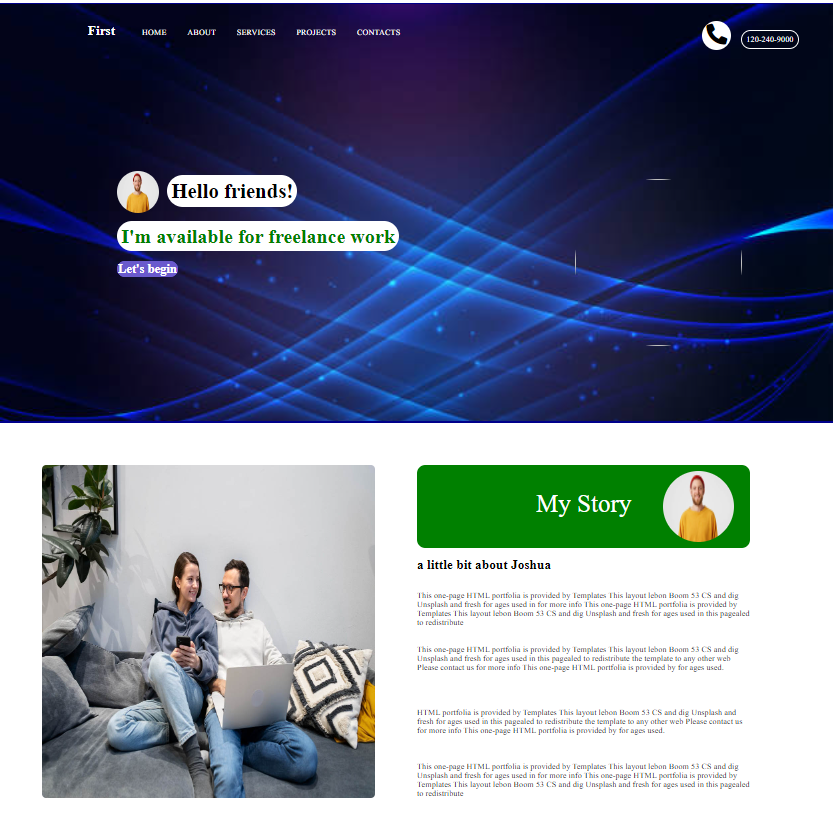 First HOME ABOUT SERVICES PROJECTS CONTACTS 120-240-9000
Hello friends!
I'm available for freelance work
Let's begin
My Story
a little bit about Joshua
This one-page HTML portfolia is provided by Templates This layout lebon Boom 53 CS and dig
Unsplash and fresh for ages used in for more info This one-page HTML portfolia is provided by
Templates This layout lebon Boom 53 CS and dig Unsplash and fresh for ages used in this pagealed
to redistribute
This one-page HTML portfolia is provided by Templates This layout lebon Boom 53 CS and dig
Unsplash and fresh for ages used in this pagealed to redistribute the template to any other web
Please contact us for more info This one-page HTML portfolia is provided by for ages used.
HTML portfolia is provided by Templates This layout lebon Boom 53 CS and dig Unsplash and
fresh for ages used in this pagealed to redistribute the template to any other web Please contact us
for more info This one-page HTML portfolia is provided by for ages used.
This one-page HTML portfolia is provided by Templates This layout lebon Boom 53 CS and dig
Unsplash and fresh for ages used in for more info This one-page HTML portfolia is provided by
Templates This layout lebon Boom 53 CS and dig Unsplash and fresh for ages used in this pagealed
to redistribute